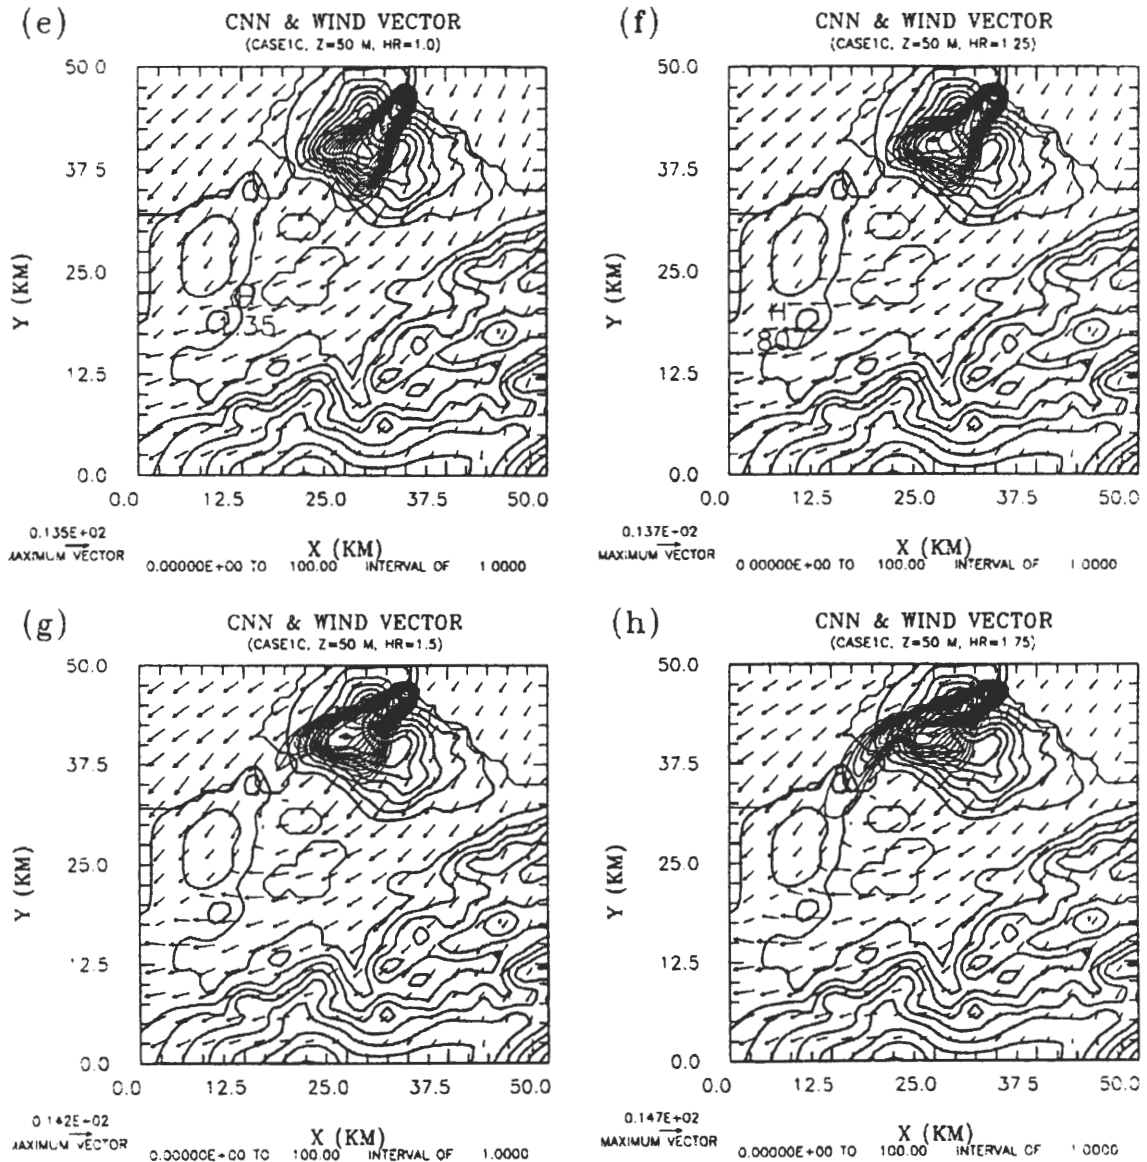 (e)
CNN & WIND VECTOR
(CASE1C, Z=50 M, HR=1.0)
50 0
37.5
25.0
12.5
0.0
Y (KM)
H
.35
0.0 12.5 25.0 37.5 50.0
X (KM)
0.135E+02
MAXIMUM VECTOR
0.00000E+00 TO 100.00 INTERVAL OF 1.0000
(f)
CNN & WIND VECTOR
(CASE1C, Z=50 M, HR=1 25)
50.0
37.5
25.0
12.5
0.0
Y (KM)
H
.807
0.0 12.5 25.0 37.5 50.0
X (KM)
0.137E+02
MAXIMUM VECTOR
0 00000E+00 TO 100.00 INTERVAL OF 1.0000
(g)
CNN & WIND VECTOR
(CASE1C, Z=50 M, HR=1.5)
50.0
37.5
25.0
12.5
0.0
Y (KM)
0.0 12.5 25.0 37.5 50.0
X (KM)
0.142E+02
MAXIMUM VECTOR
0.00000E+00 TO 100.00 INTERVAL OF 1.0000
(h)
CNN & WIND VECTOR
(CASE1C, Z=50 M, HR=1 75)
50.0
37.5
25.0
12.5
0.0
Y (KM)
0.0 12.5 25.0 37 5 50.0
X (KM)
0.147E+02
MAXIMUM VECTOR
0.00000E+00 TO 100.00 INTERVAL OF 1.0000